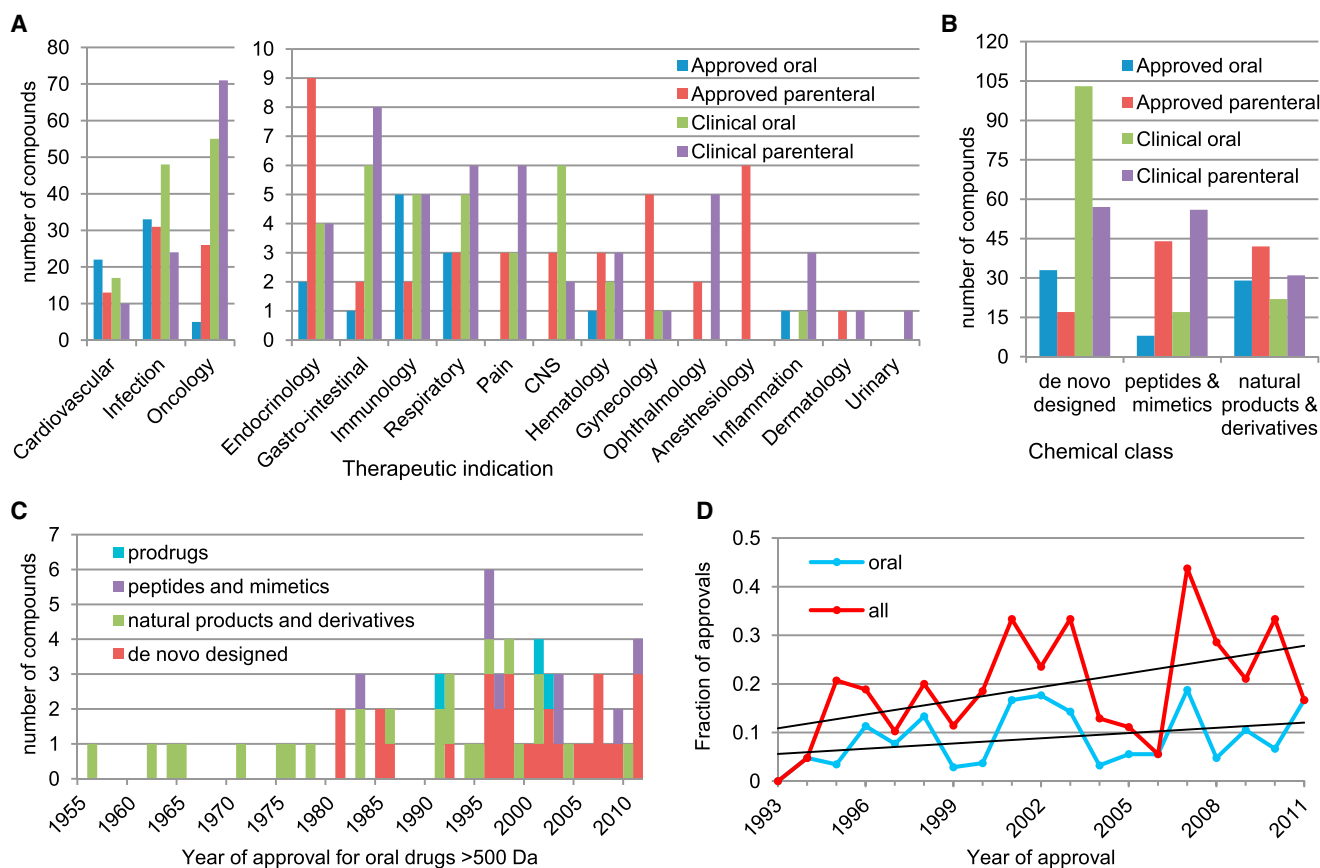 A
number of compounds
80
70
60
50
40
30
20
10
0
Cardiovascular
Infection
Oncology
10
9
8
7
6
5
4
3
2
1
0
Approved oral
Approved parenteral
Clinical oral
Clinical parenteral
Endocrinology
Gastro-intestinal
Immunology
Respiratory
Pain
CNS
Hematology
Gynecology
Ophthalmology
Anesthesiology
Inflammation
Dermatology
Urinary
Therapeutic indication
B
number of compounds
120
105
90
75
60
45
30
15
0
Approved oral
Approved parenteral
Clinical oral
Clinical parenteral
de novo
designed
peptides &
mimetics
natural
products &
derivatives
Chemical class
C
number of compounds
7
6
5
4
3
2
1
0
prodrugs
peptides and mimetics
natural products and derivatives
de novo designed
1955
1960
1965
1970
1975
1980
1985
1990
1995
2000
2005
2010
Year of approval for oral drugs >500 Da
D
Fraction of approvals
0.5
0.4
0.3
0.2
0.1
0
oral
all
1993
1996
1999
2002
2005
2008
2011
Year of approval